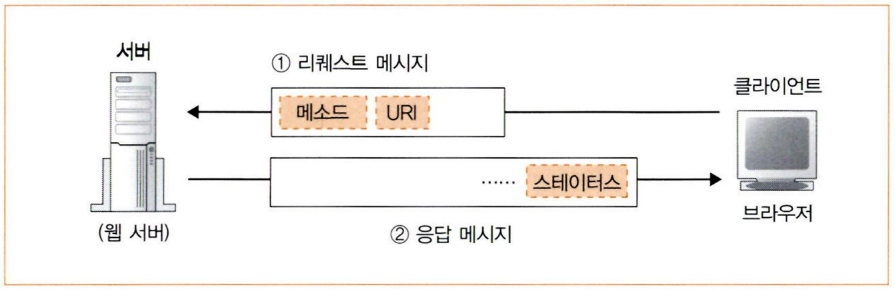 서버
① 리퀘스트 메시지
클라이언트
메소드 URI
…… 스테이터스
브라우저
(웹 서버)
② 응답 메시지